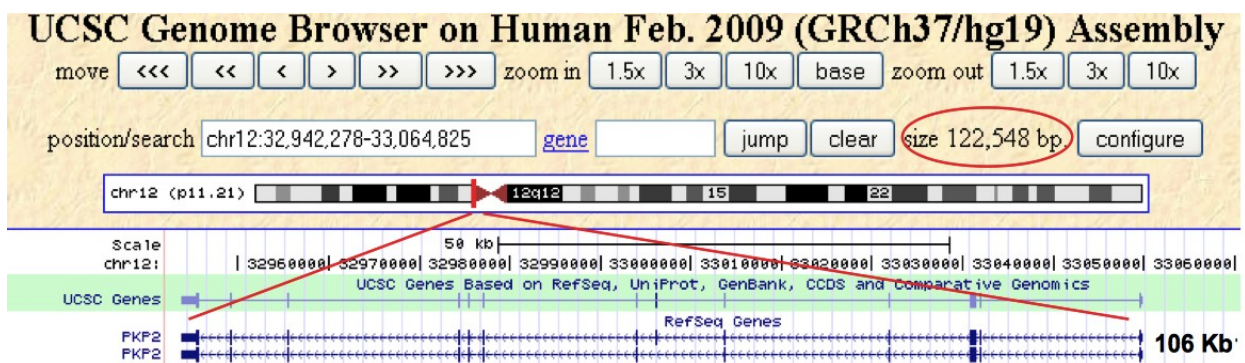 UCSC Genome Browser on Human Feb. 2009 (GRCh37/hg19) Assembly
move <<< << < > >> >>> zoom in 1.5x 3x 10x base zoom out 1.5x 3x 10x
position/search chr12:32,942,278-33,064,825 gene jump clear size 122,548 bp. configure
chr12 (p11.21) 12q12 15 22
Scale 50 kb
chr12: | 32960000| 32970000| 32980000| 32990000| 33000000| 33010000| 33020000| 33030000| 33040000| 33050000| 33060000|
UCSC Genes Based on RefSeq, UniProt, GenBank, CCDS and Comparative Genomics
UCSC Genes
RefSeq Genes
PKP2
PKP2
106 Kb